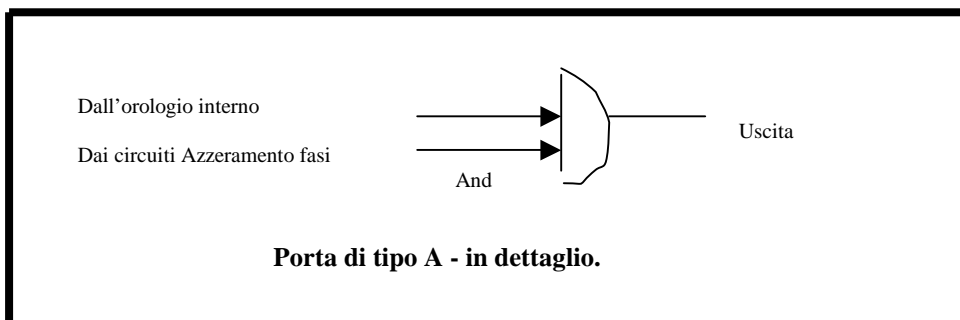 Dall'orologio interno
Uscita
Dai circuiti Azzeramento fasi
And
Porta di tipo A - in dettaglio.